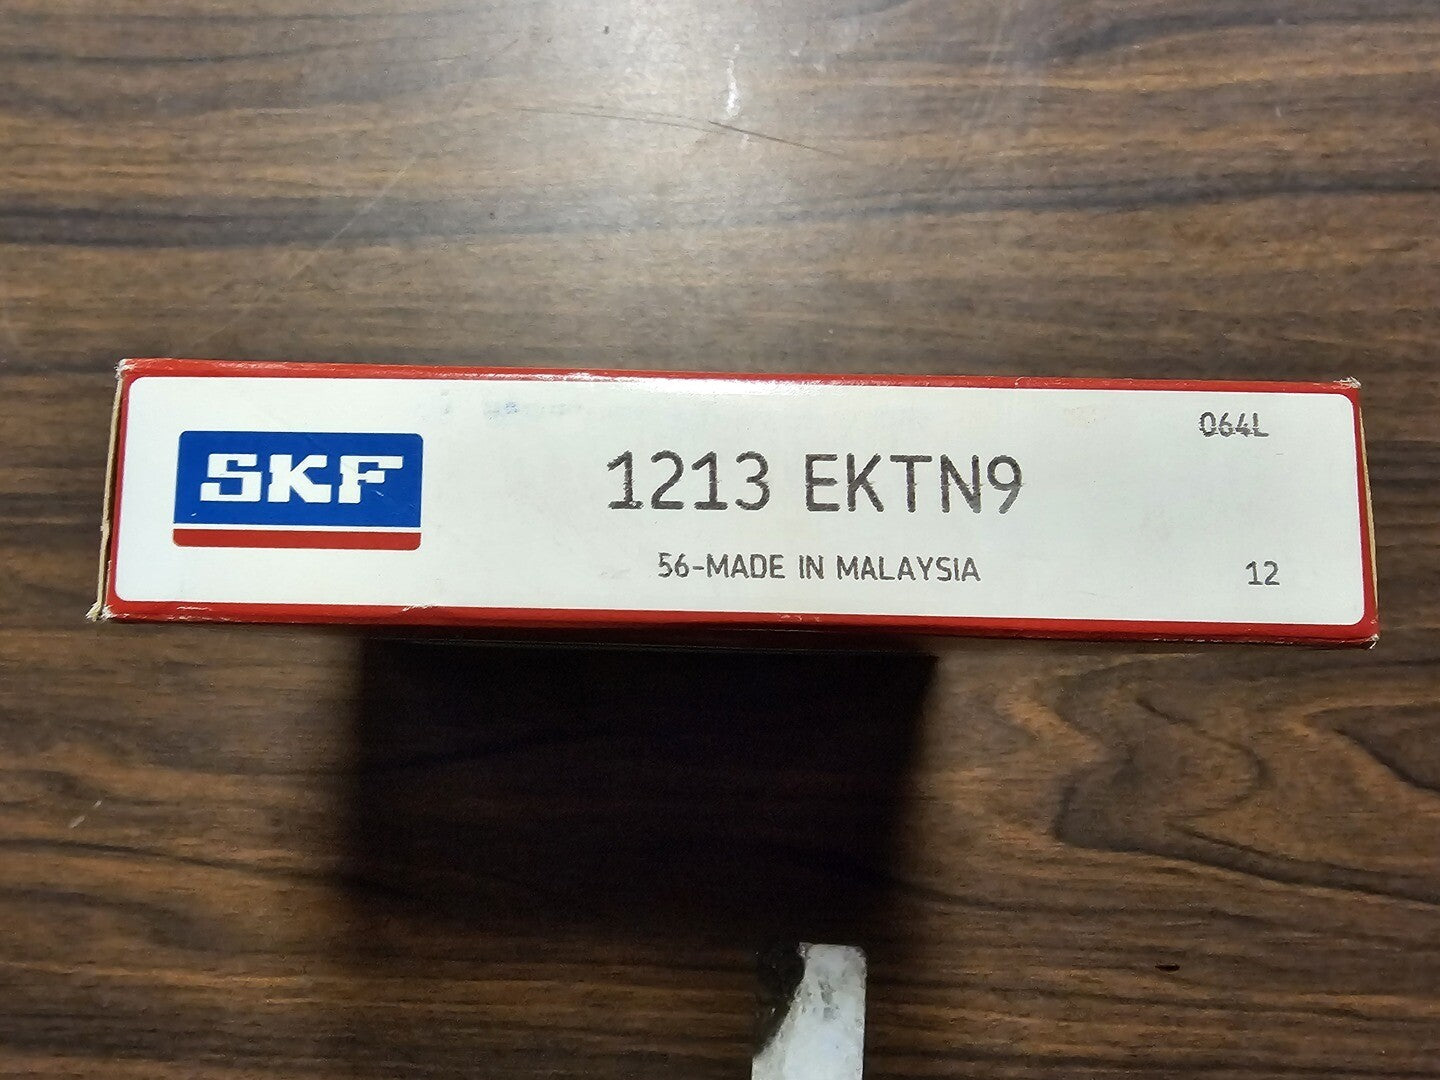 064L
SKF
1213 EKTN9
56-MADE IN MALAYSIA
12